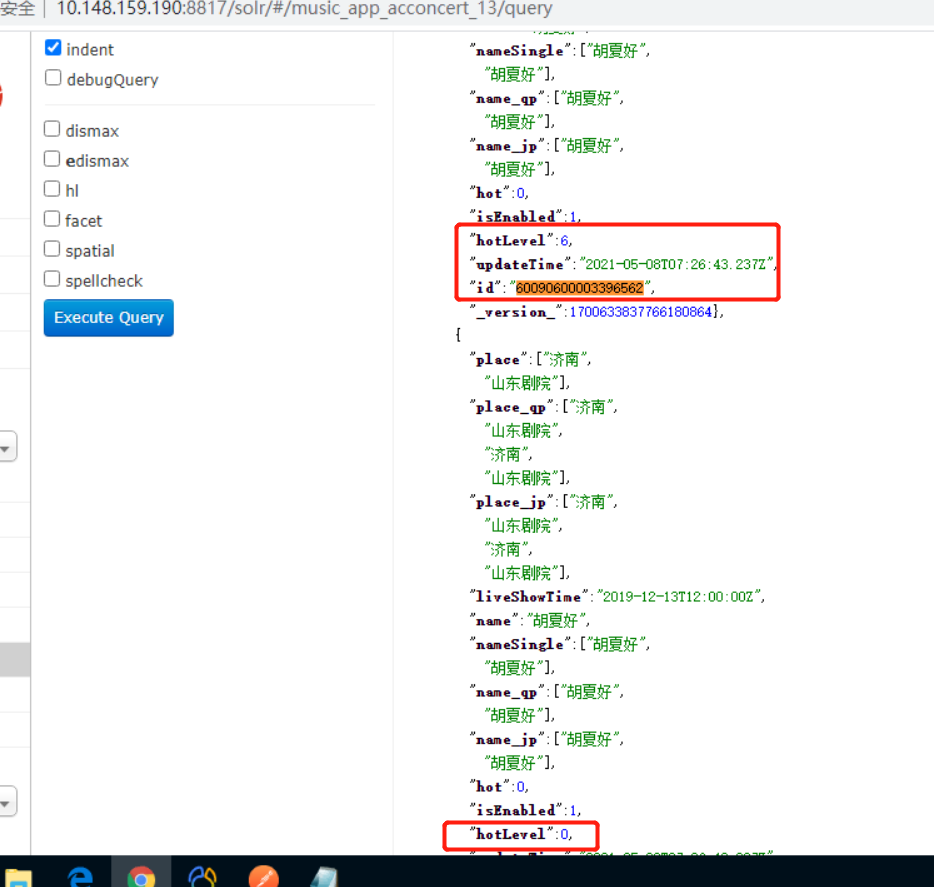 安全 | 10.148.159.190:8817/solr/#/music_app_acconcert_13/query
indent
debugQuery
dismax
edismax
hl
facet
spatial
spellcheck
Execute Query
"nameSingle":["胡夏好",
"胡夏好"],
"name_qp":["胡夏好",
"胡夏好"],
"name_jp":["胡夏好",
"胡夏好"],
"hot":0,
"isEnabled":1,
"hotLevel":6,
"updateTime":"2021-05-08T07:26:43.237Z",
"id":"60090600003396562",
"_version_":1700633837766180864},
{
"place":["济南",
"山东剧院"],
"place_qp":["济南",
"山东剧院",
"济南",
"山东剧院"],
"place_jp":["济南",
"山东剧院",
"济南",
"山东剧院"],
"liveShowTime":"2019-12-13T12:00:00Z",
"name":"胡夏好",
"nameSingle":["胡夏好",
"胡夏好"],
"name_qp":["胡夏好",
"胡夏好"],
"name_jp":["胡夏好",
"胡夏好"],
"hot":0,
"isEnabled":1,
"hotLevel":0,